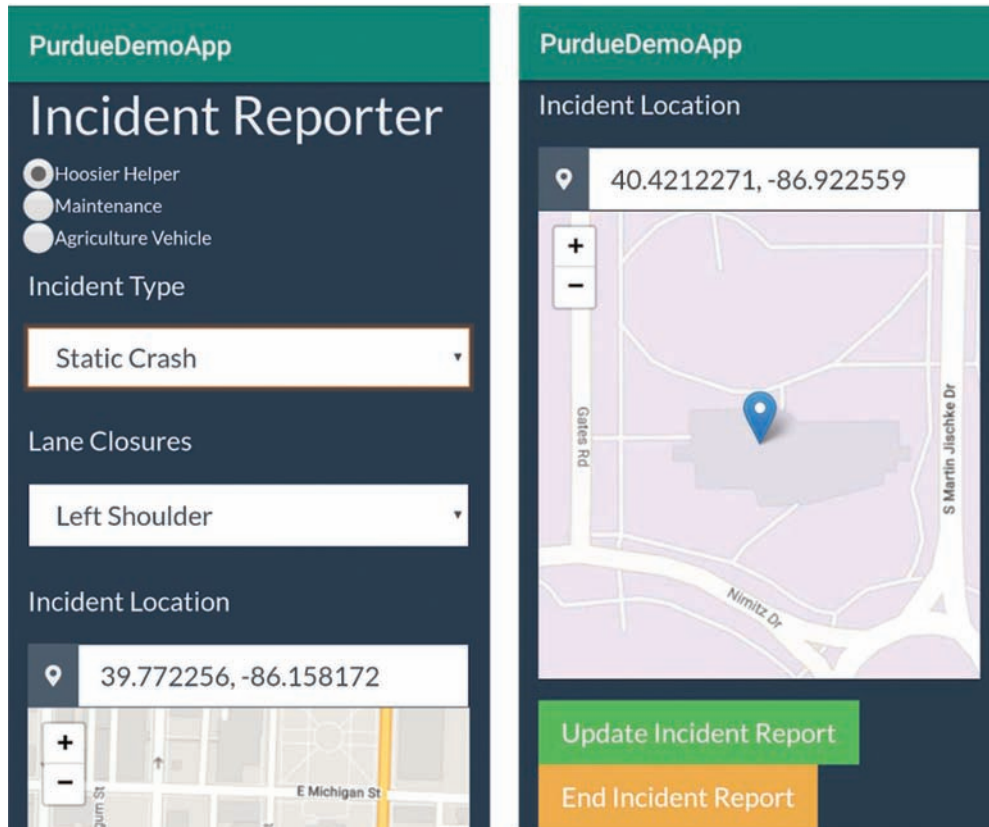 PurdueDemoApp
Incident Reporter
Hoosier Helper
Maintenance
Agriculture Vehicle
Incident Type
Static Crash
Lane Closures
Left Shoulder
Incident Location
39.772256, -86.158172
+
−
E Michigan St
PurdueDemoApp
Incident Location
40.4212271, -86.922559
+
−
Gates Rd
S Martin Jischke Dr
Nimitz Dr
Update Incident Report
End Incident Report